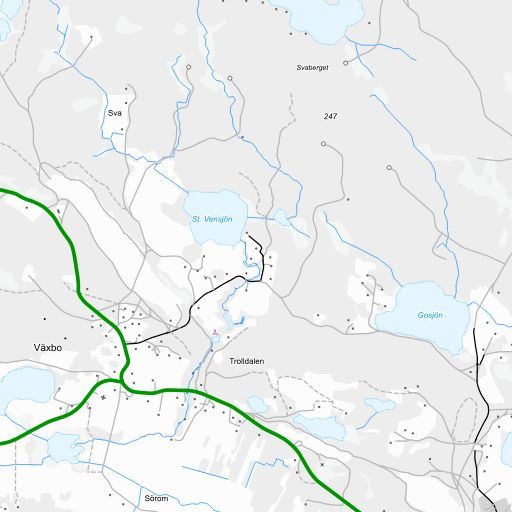 Svaberget
Sva
247
St. Vensjön
Gosjön
Växbo
Trolldalen
Sörom